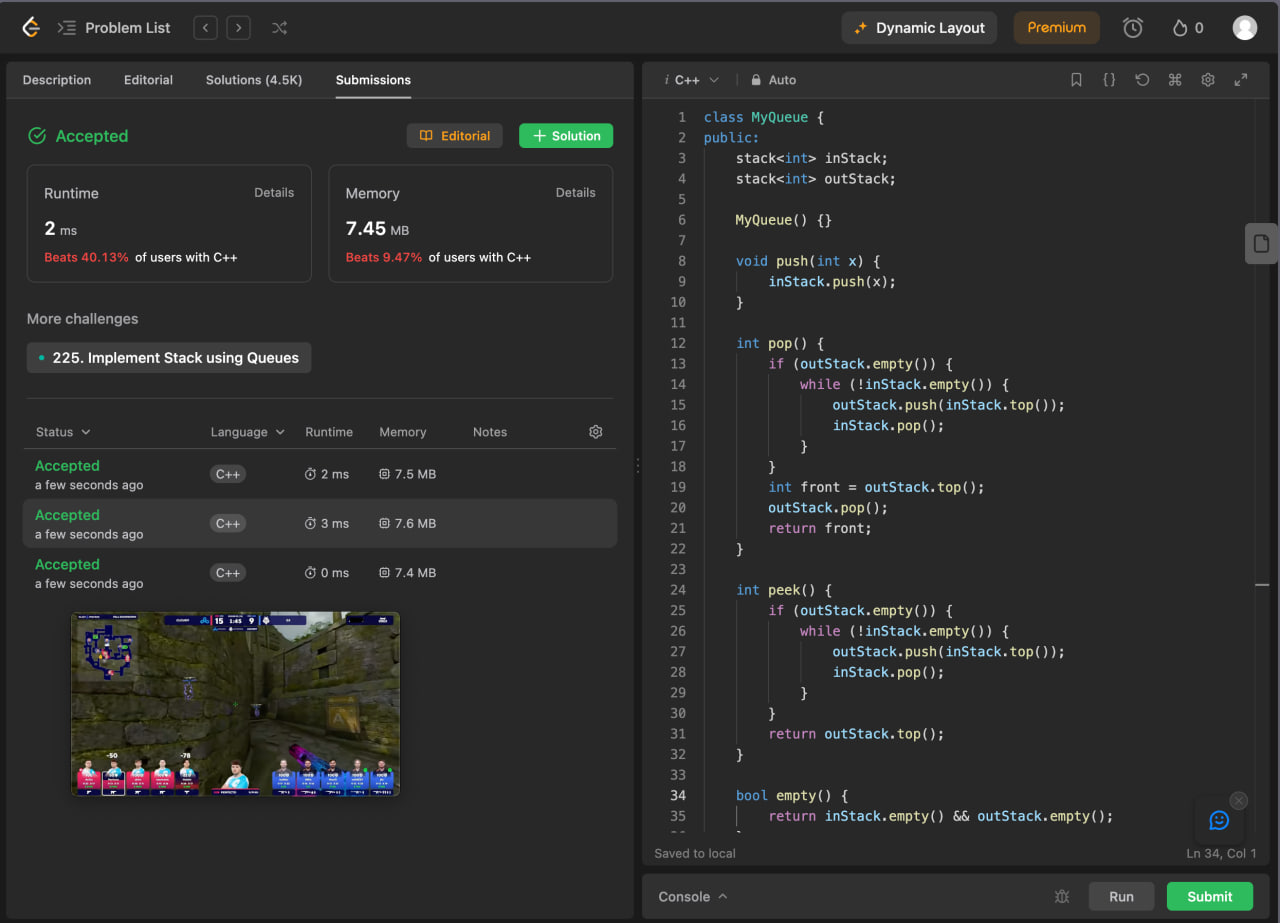 Problem List
Dynamic Layout
Premium
0
Description
Editorial
Solutions (4.5K)
Submissions
Accepted
Editorial
Solution
Runtime
Details
2 ms
Beats 40.13% of users with C++
Memory
Details
7.45 MB
Beats 9.47% of users with C++
More challenges
225. Implement Stack using Queues
Status
Language
Runtime
Memory
Notes
Accepted
a few seconds ago
C++
2 ms
7.5 MB
Accepted
a few seconds ago
C++
3 ms
7.6 MB
Accepted
a few seconds ago
C++
0 ms
7.4 MB
15 1:45 9
-50
-78
A
i C++
Auto
1 class MyQueue {
2 public:
3 stack<int> inStack;
4 stack<int> outStack;
5
6 MyQueue() {}
7
8 void push(int x) {
9 inStack.push(x);
10 }
11
12 int pop() {
13 if (outStack.empty()) {
14 while (!inStack.empty()) {
15 outStack.push(inStack.top());
16 inStack.pop();
17 }
18 }
19 int front = outStack.top();
20 outStack.pop();
21 return front;
22 }
23
24 int peek() {
25 if (outStack.empty()) {
26 while (!inStack.empty()) {
27 outStack.push(inStack.top());
28 inStack.pop();
29 }
30 }
31 return outStack.top();
32 }
33
34 bool empty() {
35 return inStack.empty() && outStack.empty();
Saved to local
Ln 34, Col 1
Console
Run
Submit